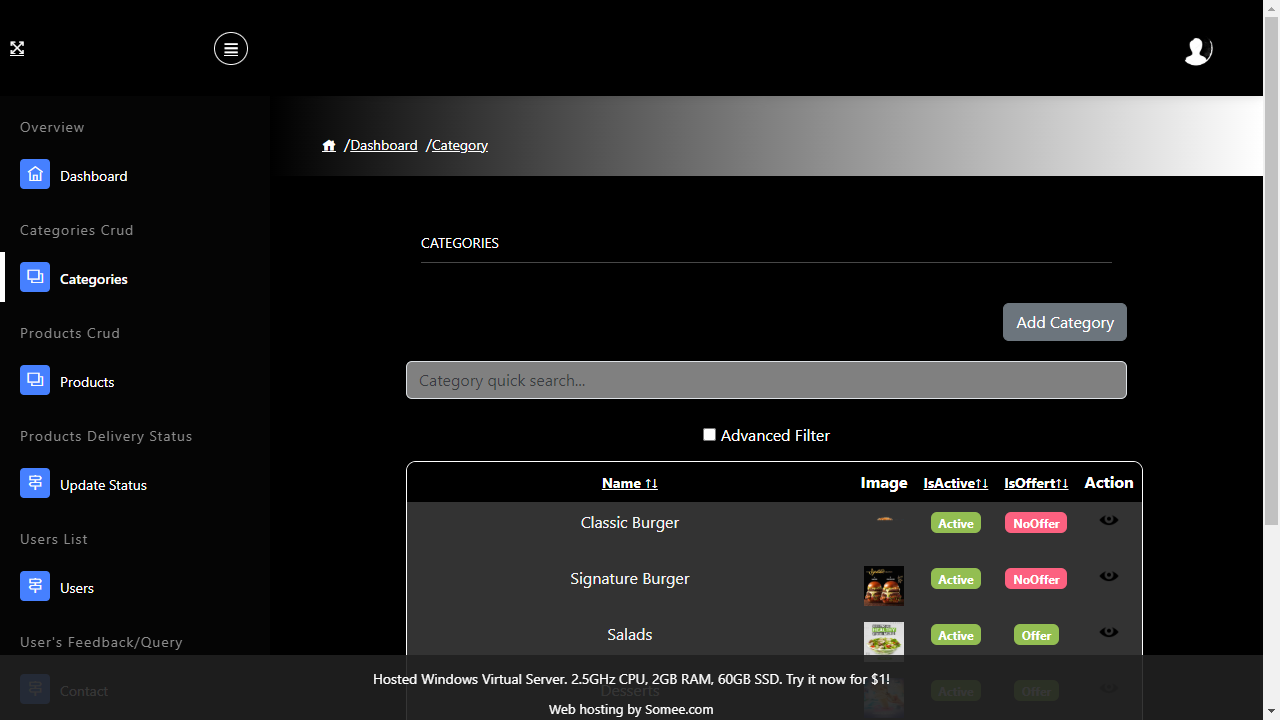 Overview
Dashboard
Categories Crud
Categories
Products Crud
Products
Products Delivery Status
Update Status
Users List
Users
User's Feedback/Query
Contact
/Dashboard /Category
CATEGORIES
Add Category
Category quick search...
Advanced Filter
Name ↑↓ Image IsActive↑↓ IsOffert↑↓ Action
Classic Burger Active NoOffer
Signature Burger Active NoOffer
Salads Active Offer
Desserts Active Offer
Hosted Windows Virtual Server. 2.5GHz CPU, 2GB RAM, 60GB SSD. Try it now for $1!
Web hosting by Somee.com